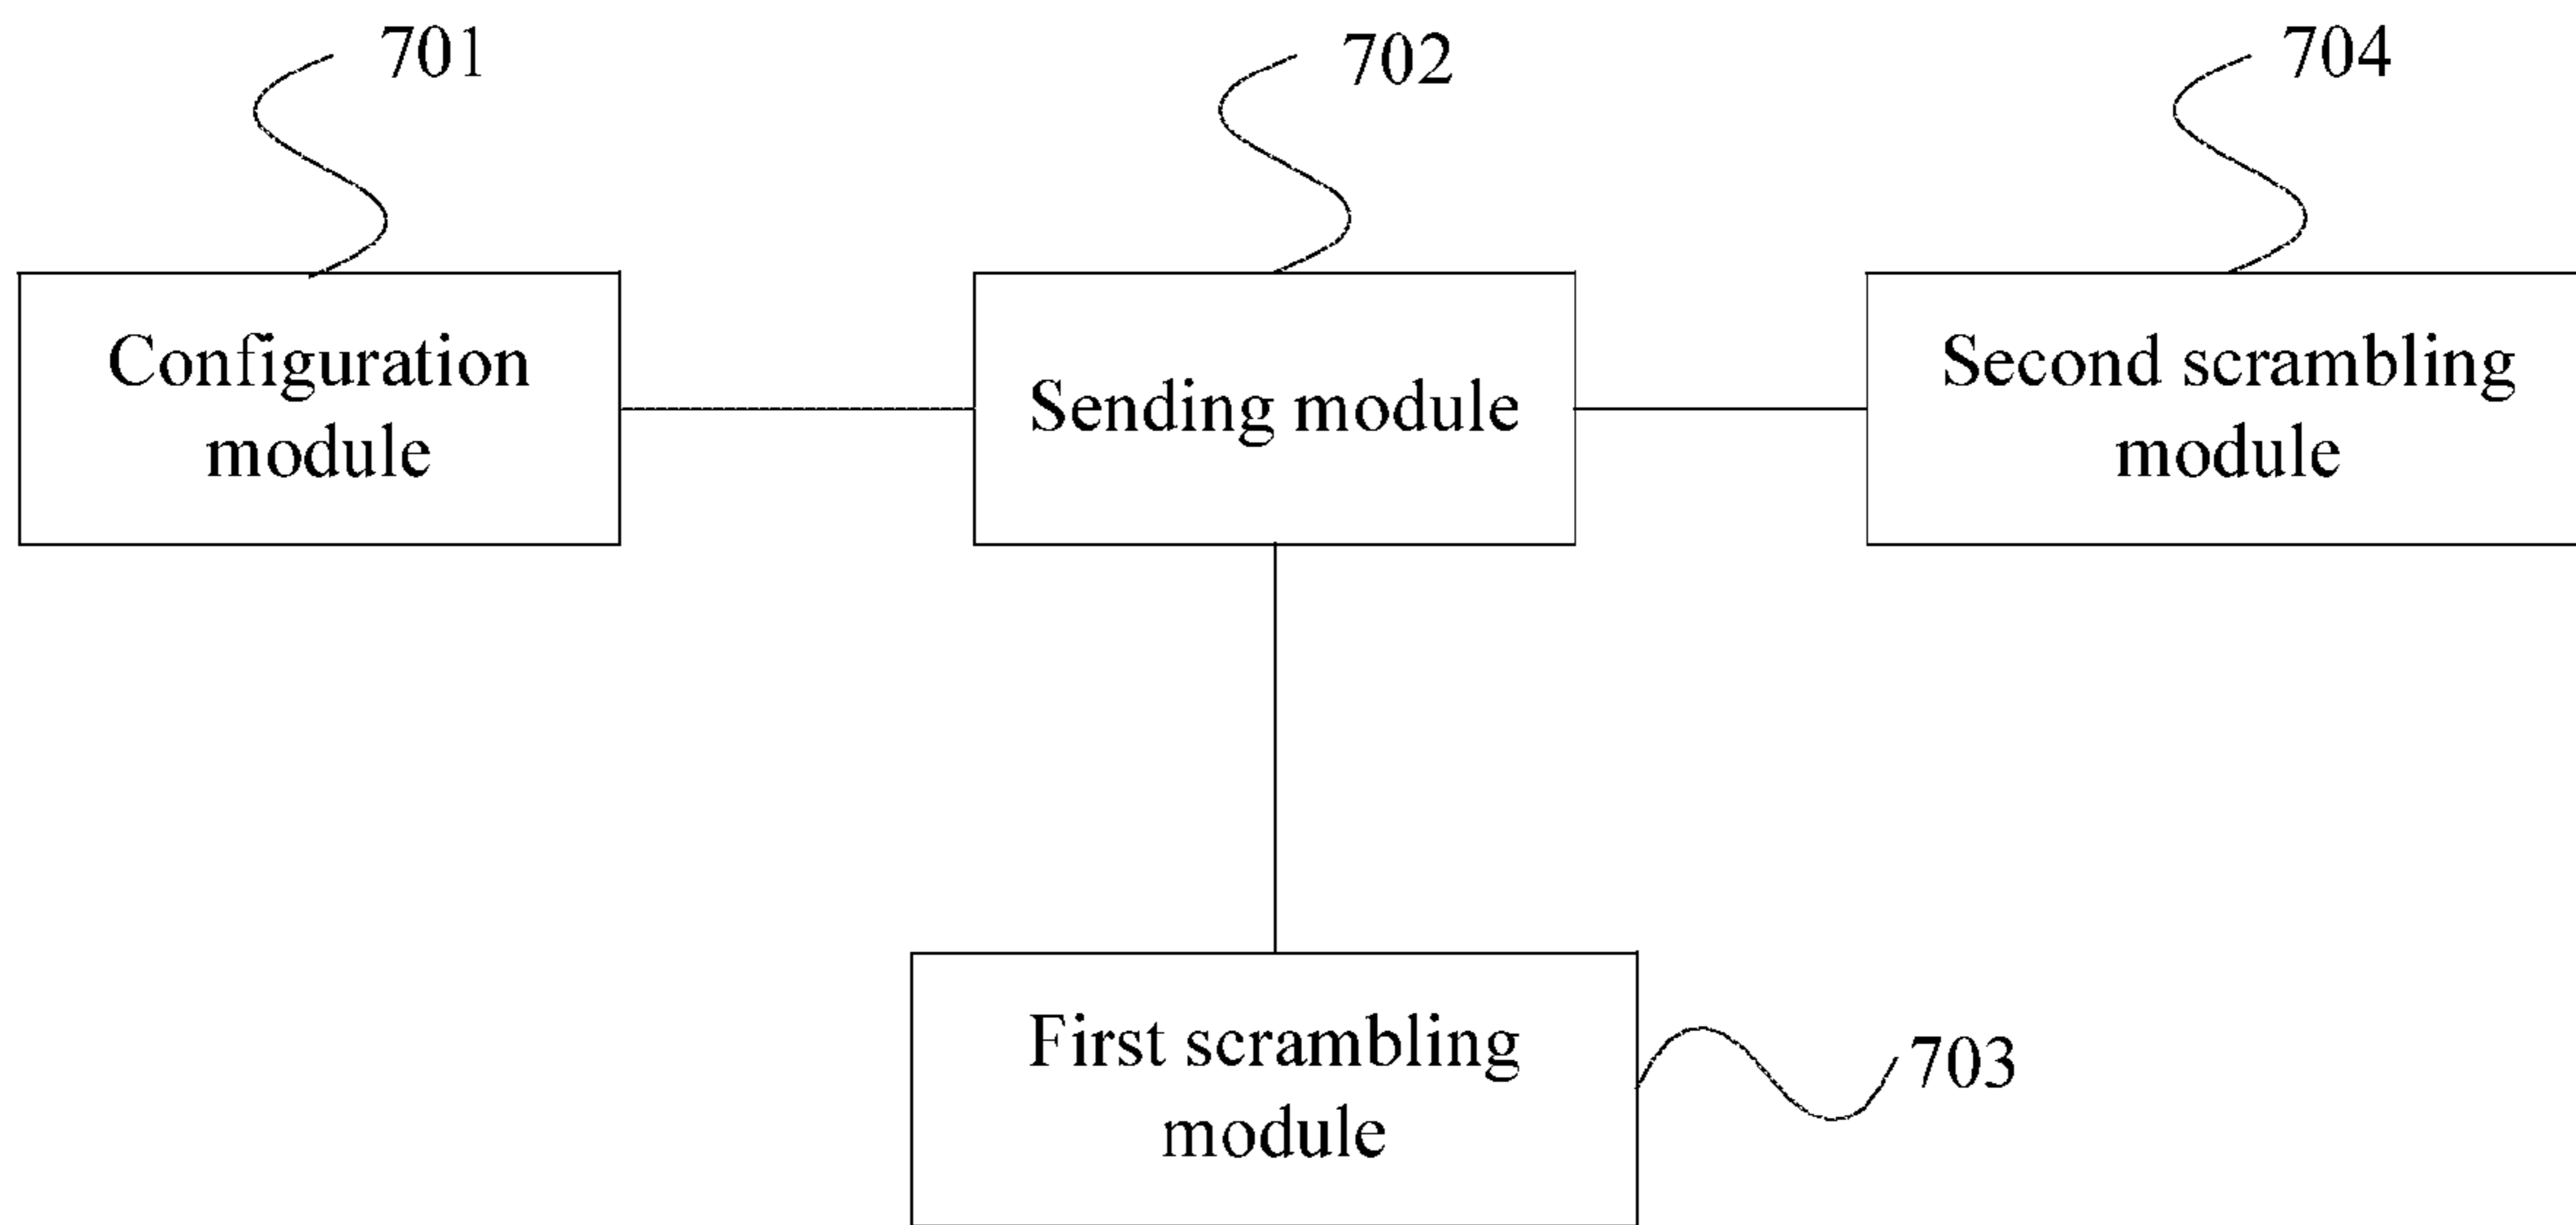 701
702
704
Configuration
module
Sending module
Second scrambling
module
First scrambling
module
703